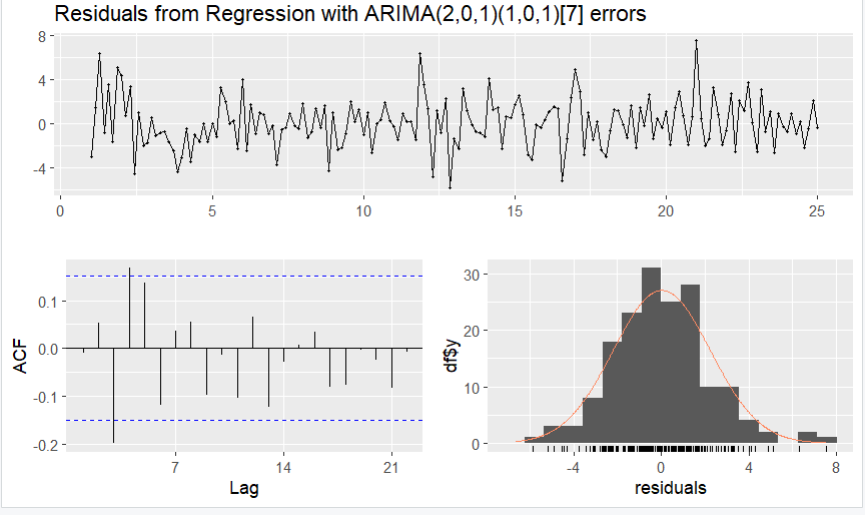 Residuals from Regression with ARIMA(2,0,1)(1,0,1)[7] errors
8
4
0
-4
0 5 10 15 20 25
ACF
0.1
0.0
-0.1
-0.2
7 14 21
Lag
df$y
30
20
10
0
-4 0 4 8
residuals